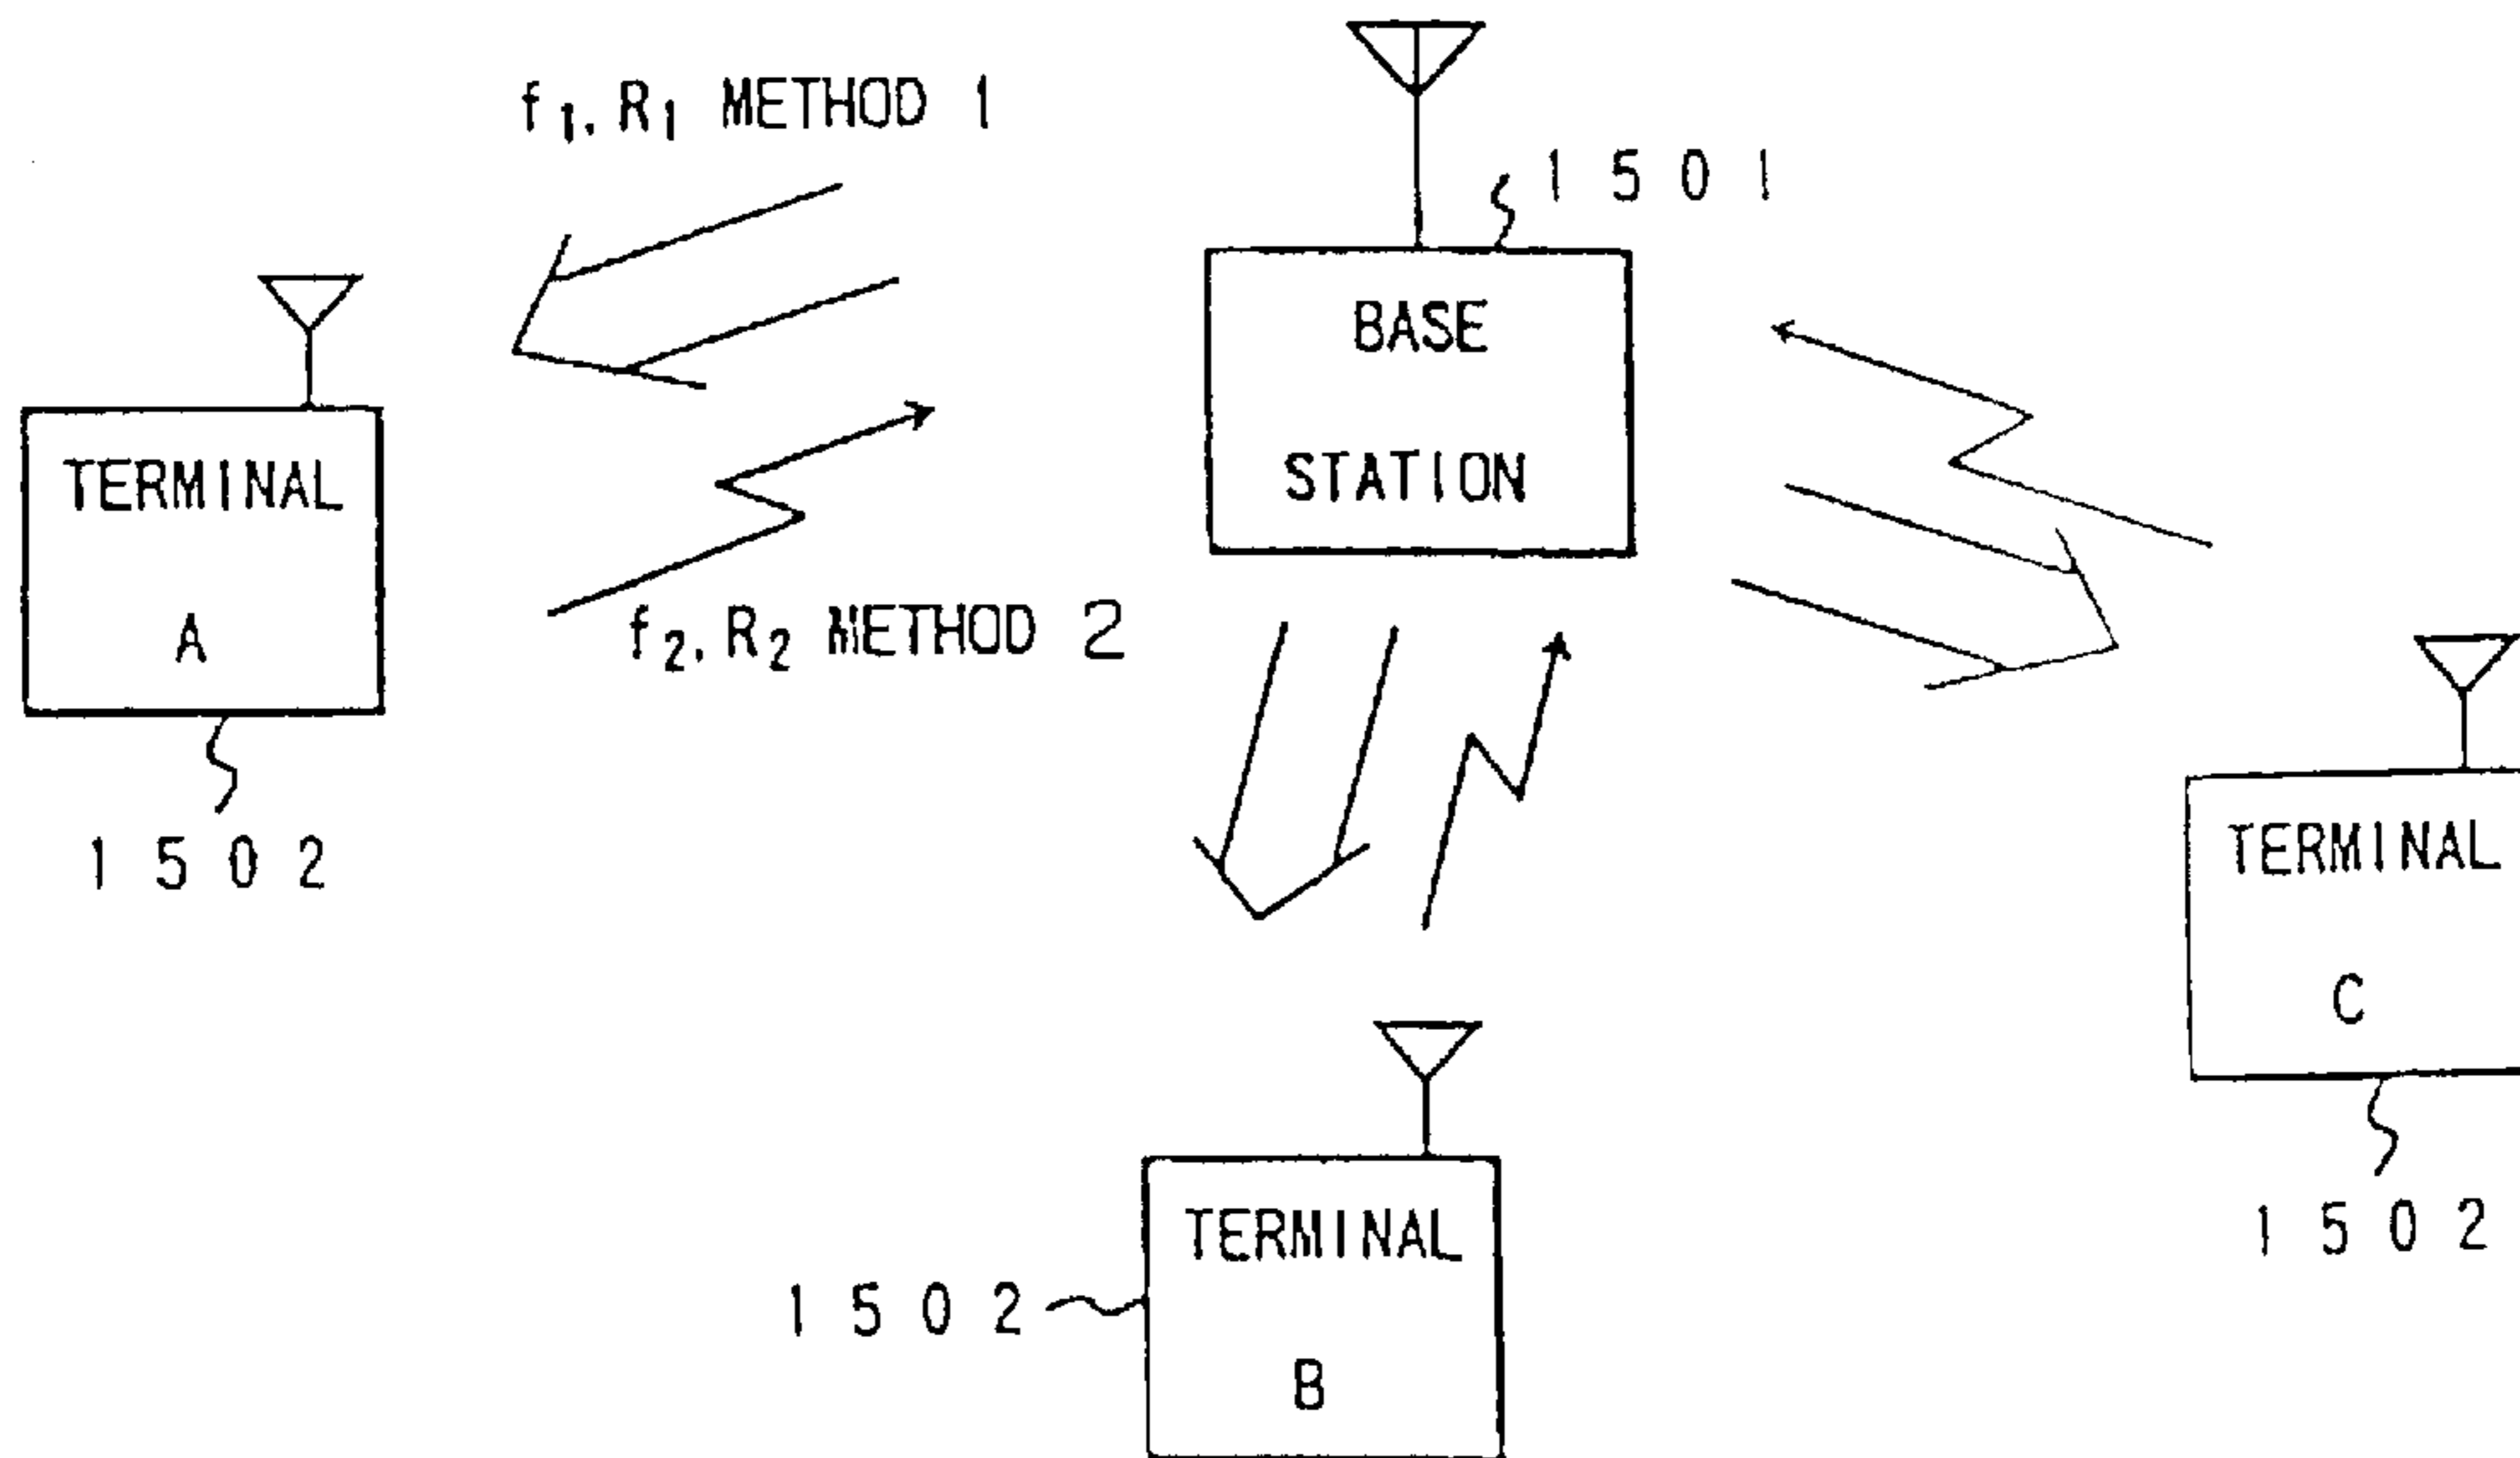 f1, R1 METHOD 1
1501
BASE
STATION
TERMINAL
A
f2, R2 METHOD 2
1502
TERMINAL
C
1502
TERMINAL
1502
B